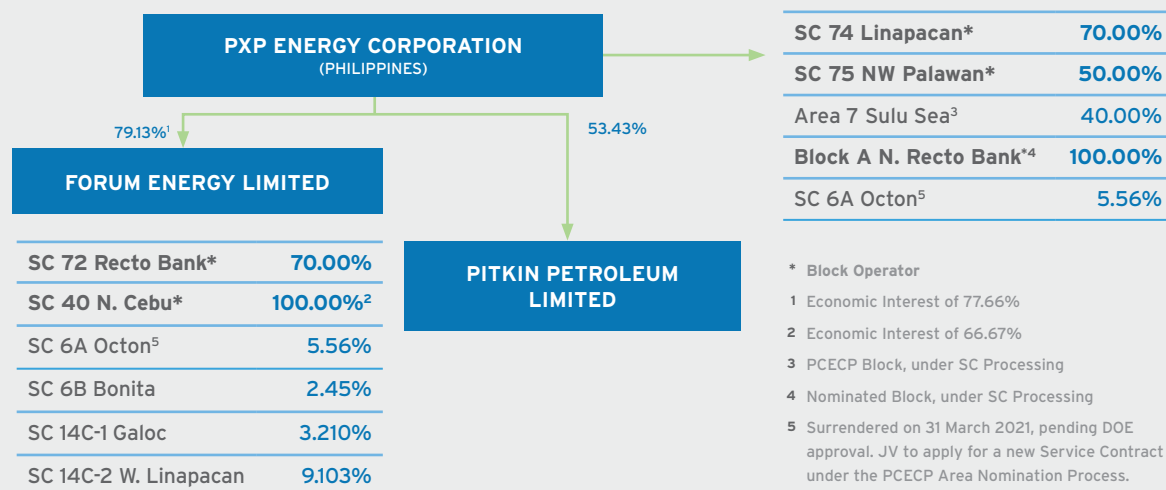 PXP ENERGY CORPORATION
(PHILIPPINES)
79.13%¹
53.43%
FORUM ENERGY LIMITED
SC 72 Recto Bank* 70.00%
SC 40 N. Cebu* 100.00%²
SC 6A Octon⁵ 5.56%
SC 6B Bonita 2.45%
SC 14C-1 Galoc 3.210%
SC 14C-2 W. Linapacan 9.103%
PITKIN PETROLEUM
LIMITED
SC 74 Linapacan* 70.00%
SC 75 NW Palawan* 50.00%
Area 7 Sulu Sea³ 40.00%
Block A N. Recto Bank*⁴ 100.00%
SC 6A Octon⁵ 5.56%
* Block Operator
1 Economic Interest of 77.66%
2 Economic Interest of 66.67%
3 PCECP Block, under SC Processing
4 Nominated Block, under SC Processing
5 Surrendered on 31 March 2021, pending DOE
approval. JV to apply for a new Service Contract
under the PCECP Area Nomination Process.